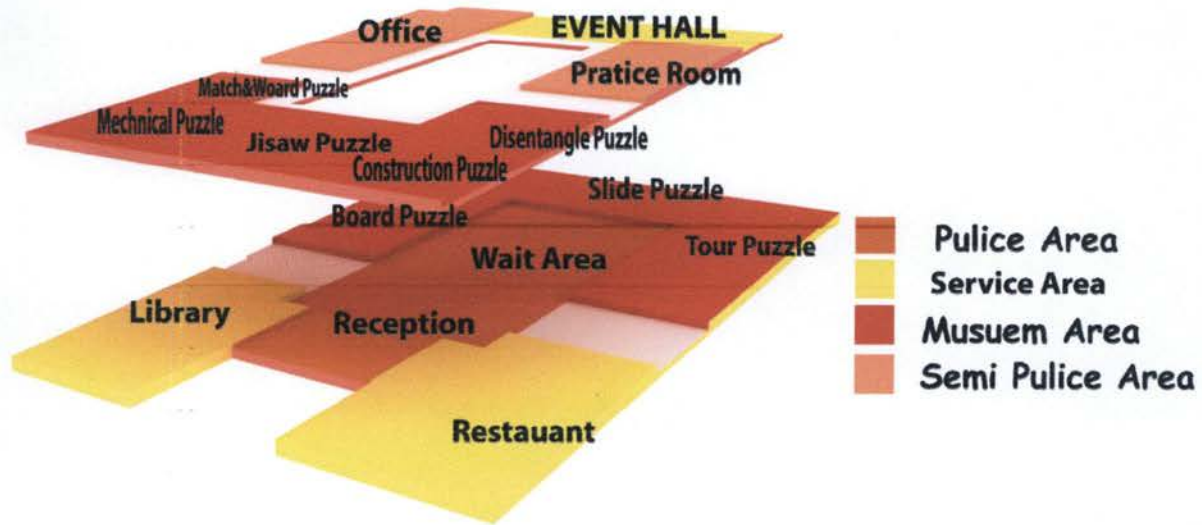 Office
EVENT HALL
Pratice Room
Match&Woard Puzzle
Mechnical Puzzle
Jisaw Puzzle
Disentangle Puzzle
Construction Puzzle
Slide Puzzle
Board Puzzle
Tour Puzzle
Wait Area
Library
Reception
Restauant
Pulice Area
Service Area
Musuem Area
Semi Pulice Area